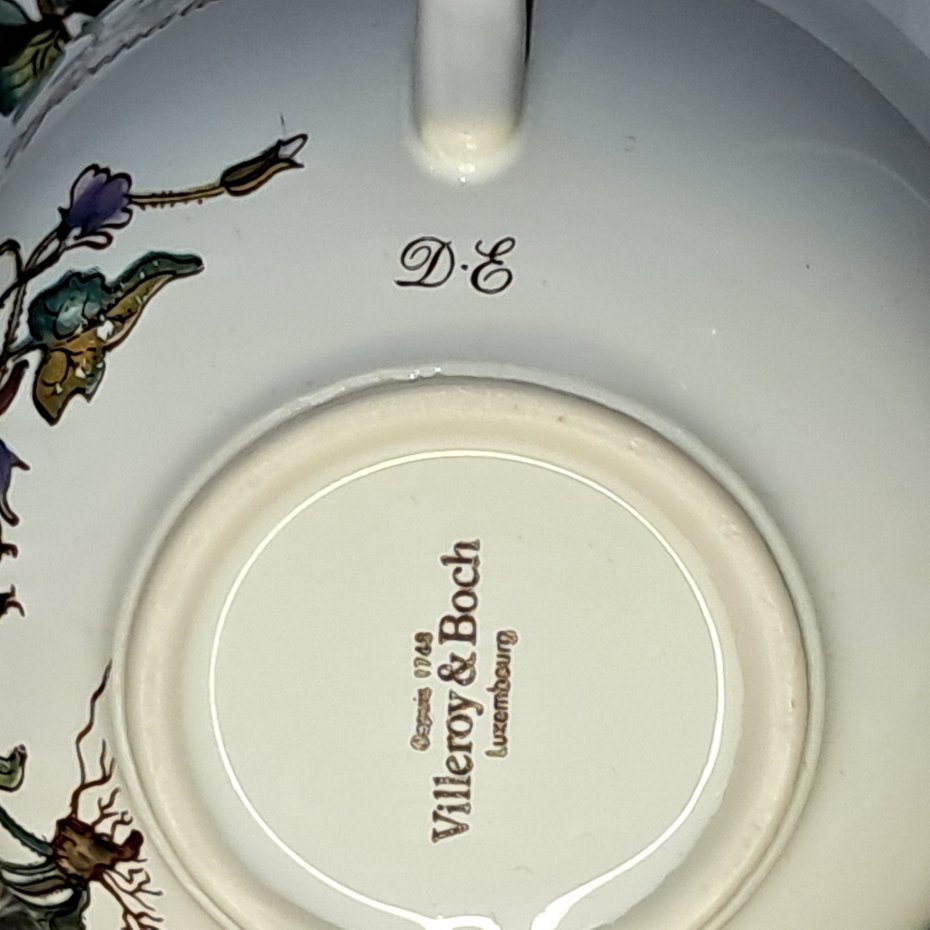 D·E
Depuis 1748
Villeroy & Boch
Luxembourg